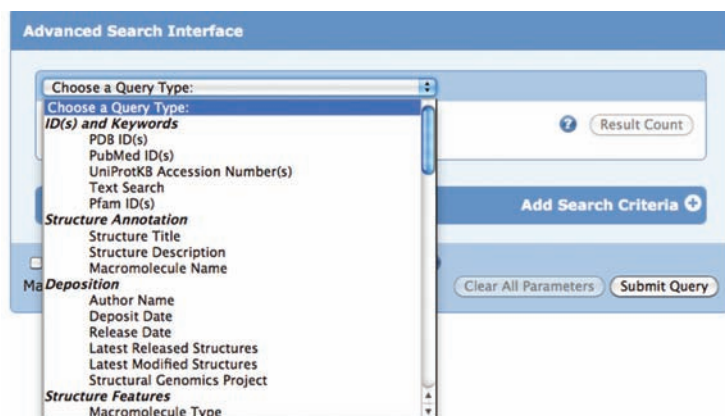 Advanced Search Interface
Choose a Query Type:
Choose a Query Type:
ID(s) and Keywords
PDB ID(s)
PubMed ID(s)
UniProtKB Accession Number(s)
Text Search
Pfam ID(s)
Structure Annotation
Structure Title
Structure Description
Macromolecule Name
Deposition
Author Name
Deposit Date
Release Date
Latest Released Structures
Latest Modified Structures
Structural Genomics Project
Structure Features
Macromolecule Type
Result Count
Add Search Criteria
Ma
Clear All Parameters
Submit Query